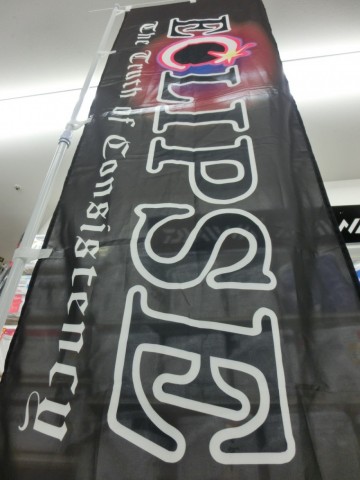 ECLIPSE
The Truth of Consistency